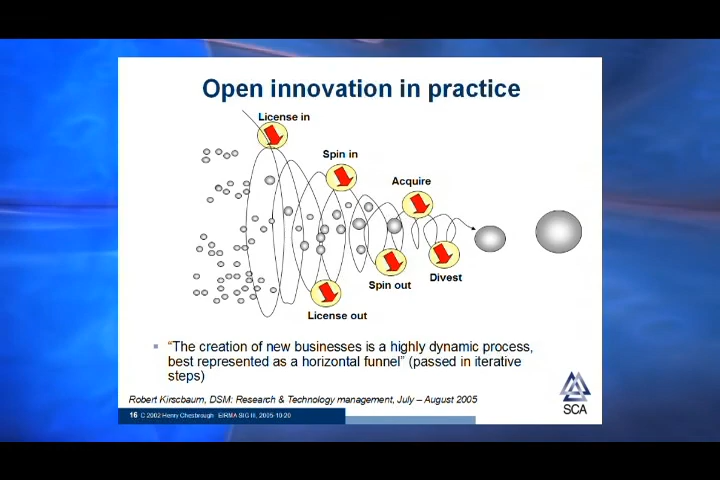 Open innovation in practice
License in
Spin in
Acquire
Divest
Spin out
License out
"The creation of new businesses is a highly dynamic process,
best represented as a horizontal funnel" (passed in iterative
steps)
Robert Kirscbaum, DSM: Research & Technology management, July – August 2005
16 C 2002 Henry Chesbrough EIRMA SIG III, 2005-10-20
SCA